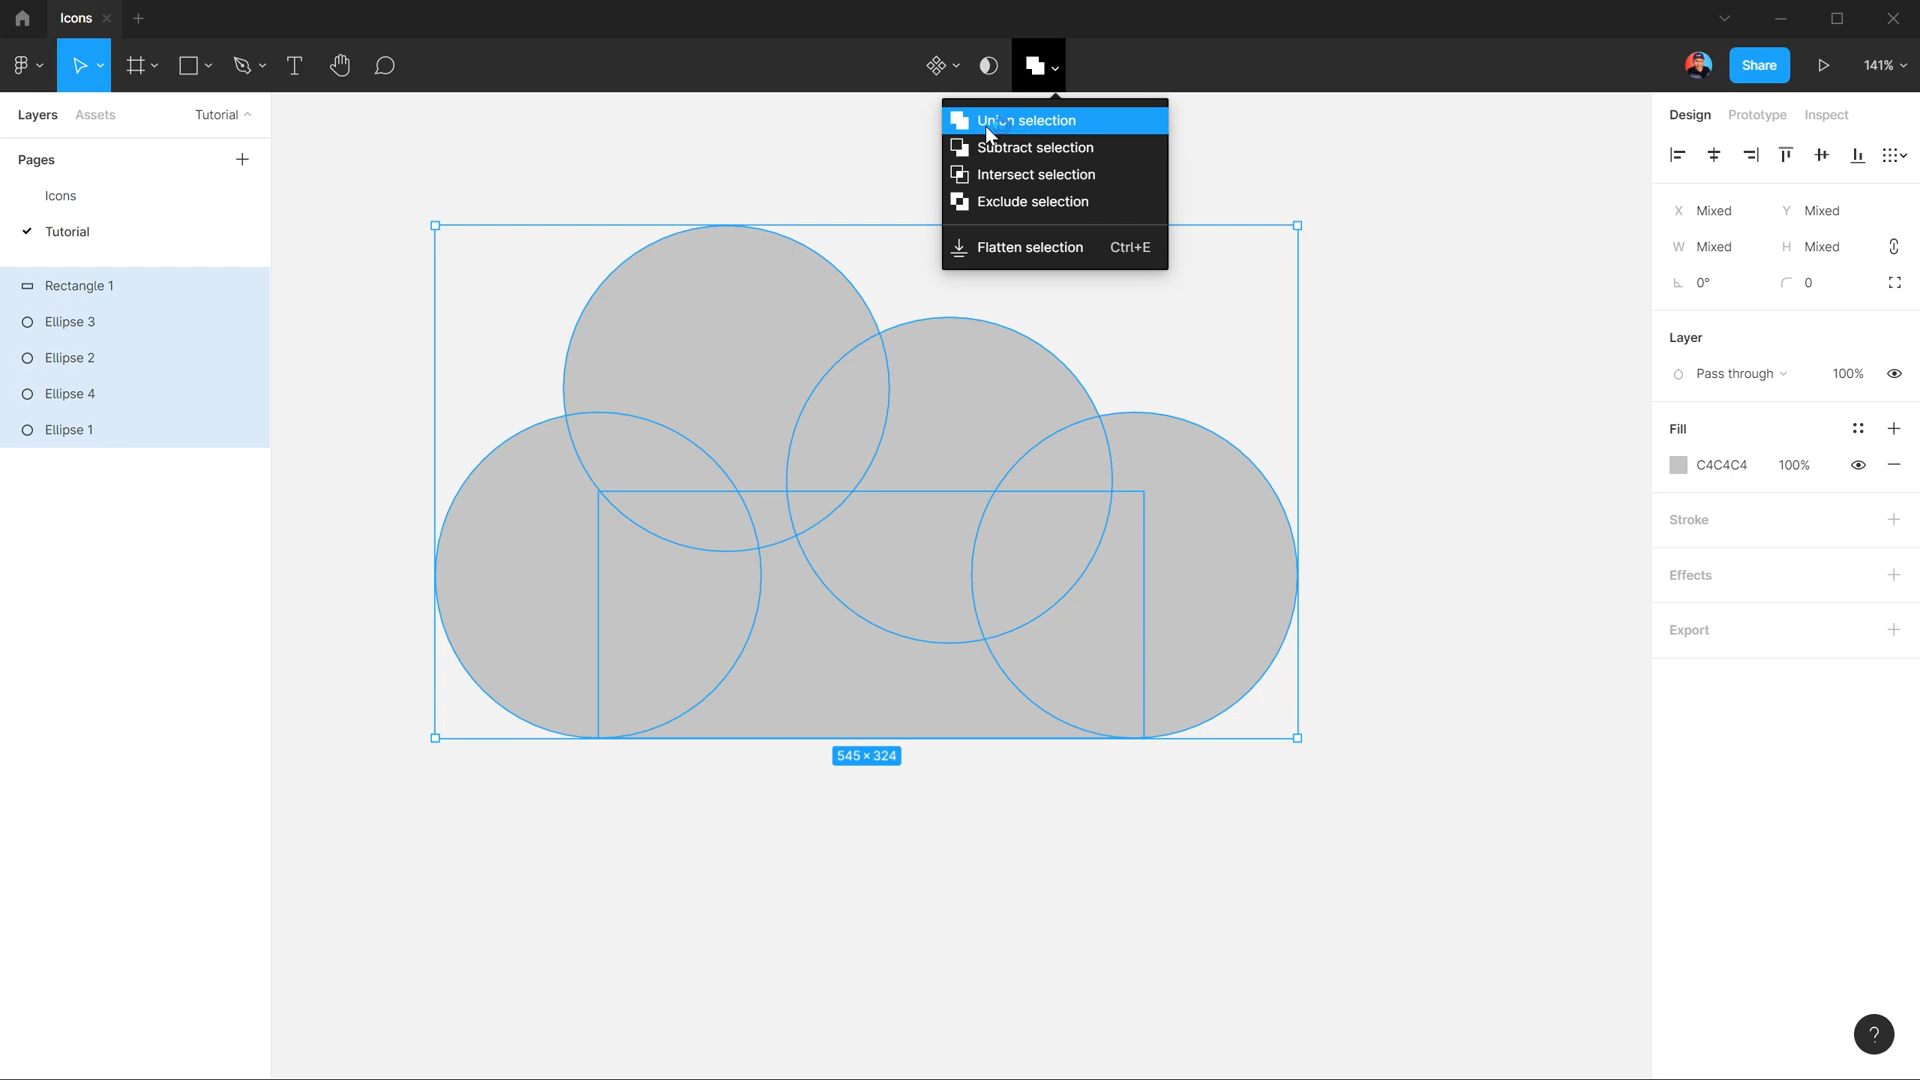 Icons
Share
141%
Layers
Assets
Tutorial
Pages
Icons
Tutorial
Rectangle 1
Ellipse 3
Ellipse 2
Ellipse 4
Ellipse 1
Union selection
Subtract selection
Intersect selection
Exclude selection
Flatten selection Ctrl+E
545 × 324
Design
Prototype
Inspect
X Mixed
Y Mixed
W Mixed
H Mixed
0°
0
Layer
Pass through
100%
Fill
C4C4C4
100%
Stroke
Effects
Export
?